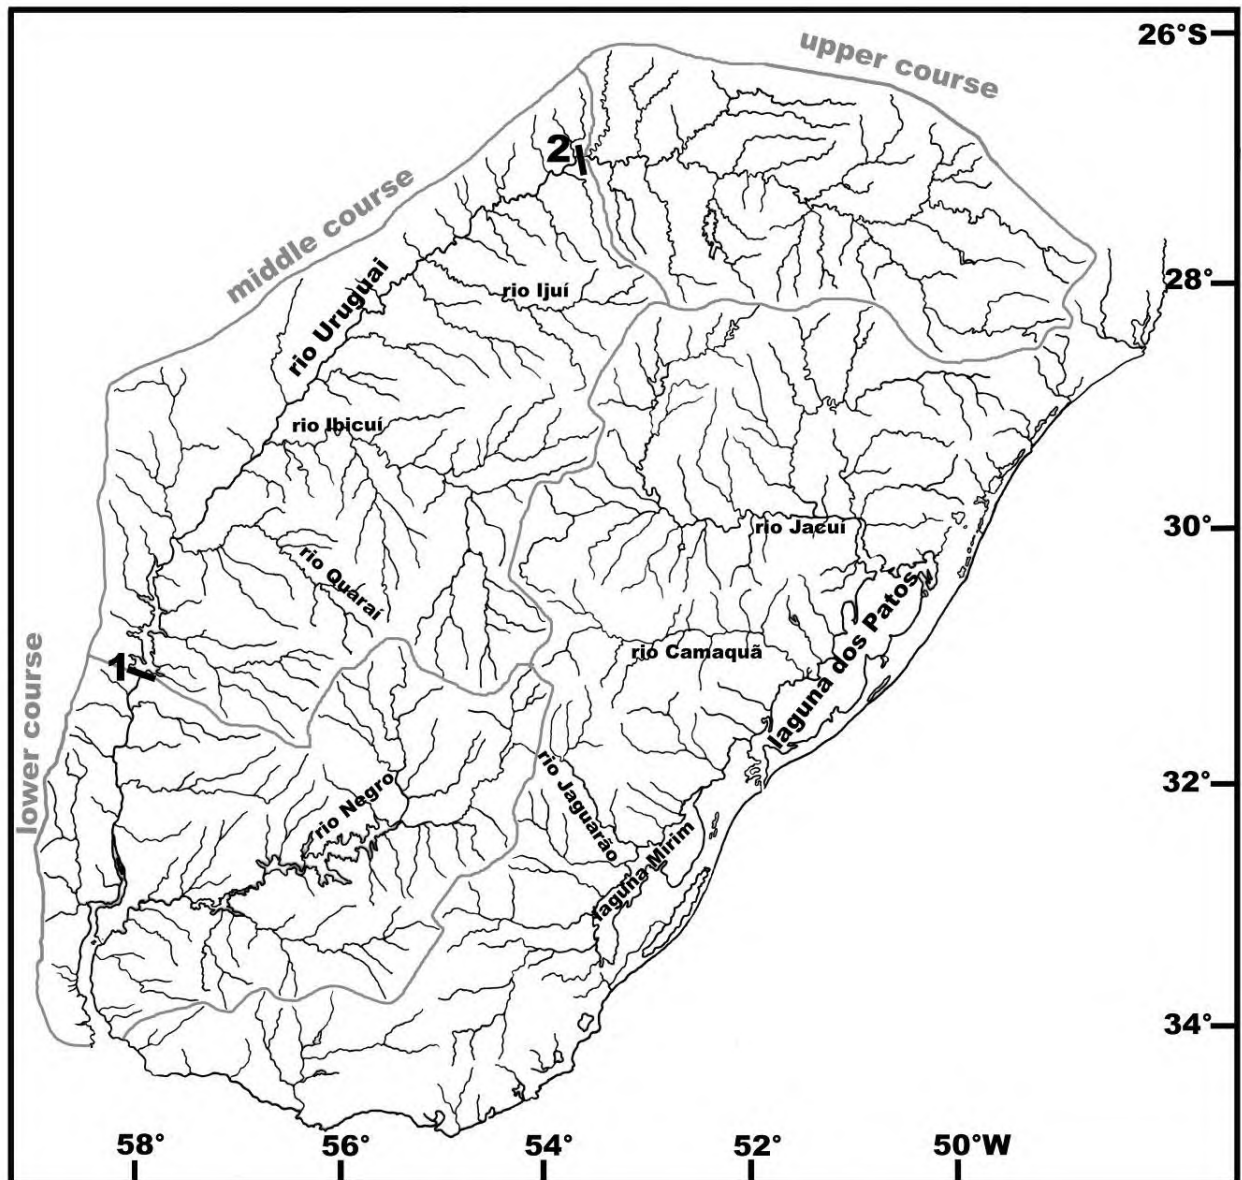 26°S
upper course
2
middle course
28°
rio Ijuí
rio Uruguai
rio Ibicuí
30°
rio Jacuí
rio Quaraí
laguna dos Patos
rio Camaquã
1
lower course
32°
rio Negro
rio Jaguarão
laguna Mirim
34°
58°
56°
54°
52°
50°W